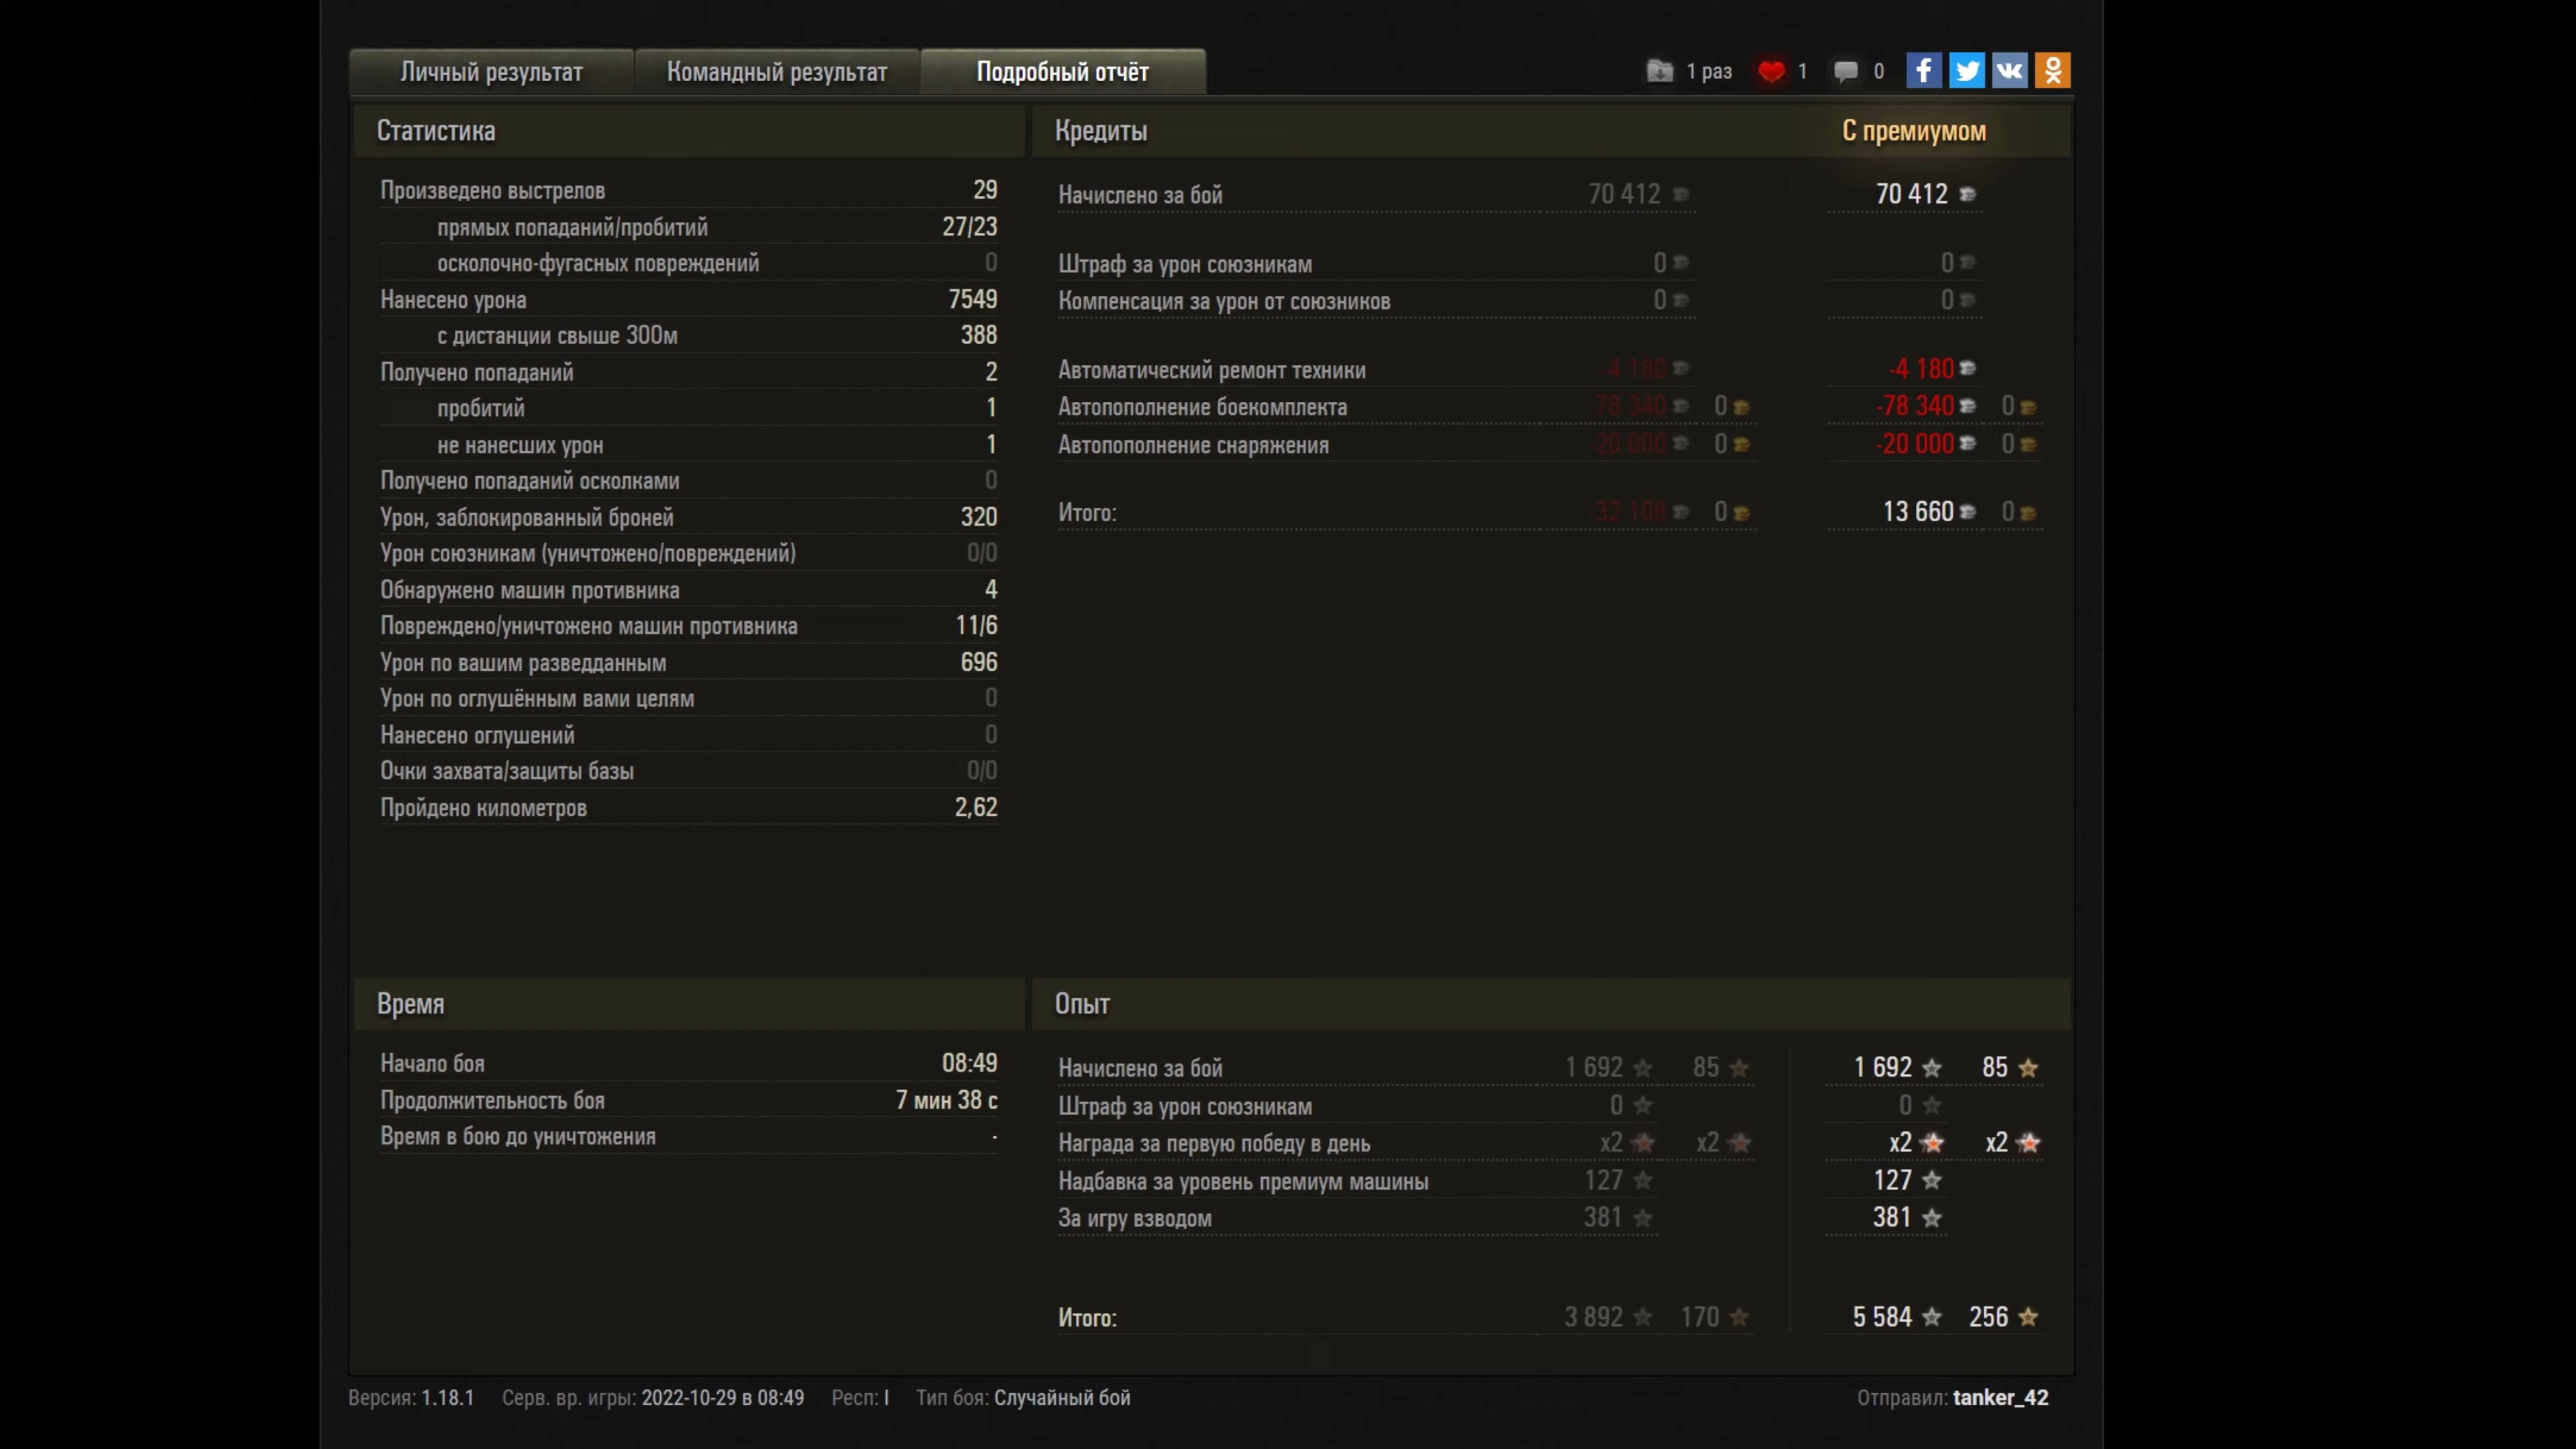 Личный результат Командный результат Подробный отчёт 1 раз 1 0
Статистика
Произведено выстрелов 29
прямых попаданий/пробитий 27/23
осколочно-фугасных повреждений 0
Нанесено урона 7549
с дистанции свыше 300м 388
Получено попаданий 2
пробитий 1
не нанесших урон 1
Получено попаданий осколками 0
Урон, заблокированный броней 320
Урон союзникам (уничтожено/повреждений) 0/0
Обнаружено машин противника 4
Повреждено/уничтожено машин противника 11/6
Урон по вашим разведданным 696
Урон по оглушённым вами целям 0
Нанесено оглушений 0
Очки захвата/защиты базы 0/0
Пройдено километров 2,62
Кредиты С премиумом
Начислено за бой 70 412 70 412
Штраф за урон союзникам 0 0
Компенсация за урон от союзников 0 0
Автоматический ремонт техники -4 180 -4 180
Автопополнение боекомплекта -78 340 0 -78 340 0
Автопополнение снаряжения -20 000 0 -20 000 0
Итого: -32 108 0 13 660 0
Время
Начало боя 08:49
Продолжительность боя 7 мин 38 с
Время в бою до уничтожения -
Опыт
Начислено за бой 1 692 85 1 692 85
Штраф за урон союзникам 0 0
Награда за первую победу в день x2 x2 x2 x2
Надбавка за уровень премиум машины 127 127
За игру взводом 381 381
Итого: 3 892 170 5 584 256
Версия: 1.18.1 Серв. вр. игры: 2022-10-29 в 08:49 Респ: I Тип боя: Случайный бой Отправил: tanker_42